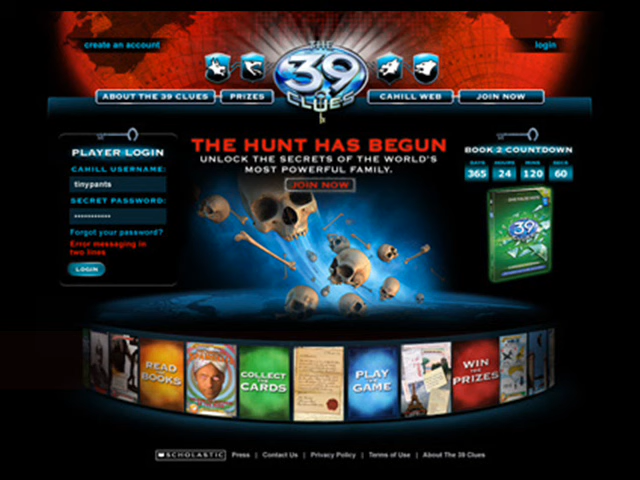 create an account
login
THE
39
CLUES
ABOUT THE 39 CLUES
PRIZES
CAHILL WEB
JOIN NOW
PLAYER LOGIN
CAHILL USERNAME:
tinypants
SECRET PASSWORD:
Forgot your password?
Error messaging in
two lines
LOGIN
THE HUNT HAS BEGUN
UNLOCK THE SECRETS OF THE WORLD'S
MOST POWERFUL FAMILY.
JOIN NOW
BOOK 2 COUNTDOWN
DAYS HOURS MINS SECS
365 24 120 60
39
CLUES
READ
THE
BOOKS
COLLECT
THE
CARDS
PLAY
THE
GAME
WIN
THE
PRIZES
SCHOLASTIC Press | Contact Us | Privacy Policy | Terms of Use | About The 39 Clues